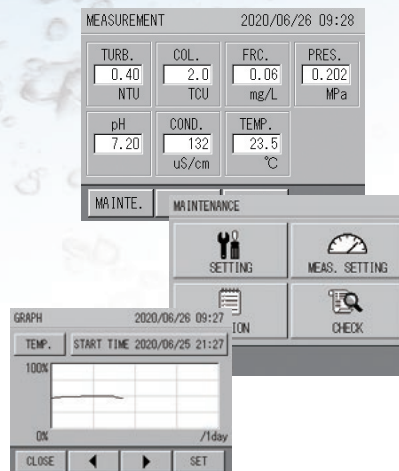 MEASUREMENT 2020/06/26 09:28
TURB. COL. FRC. PRES.
0.40 2.0 0.06 0.202
NTU TCU mg/L MPa
pH COND. TEMP.
7.20 132 23.5
uS/cm ℃
MAINTE.
MAINTENANCE
SETTING MEAS. SETTING
ION CHECK
GRAPH 2020/06/26 09:27
TEMP. START TIME 2020/06/25 21:27
100%
0% /1day
CLOSE SET